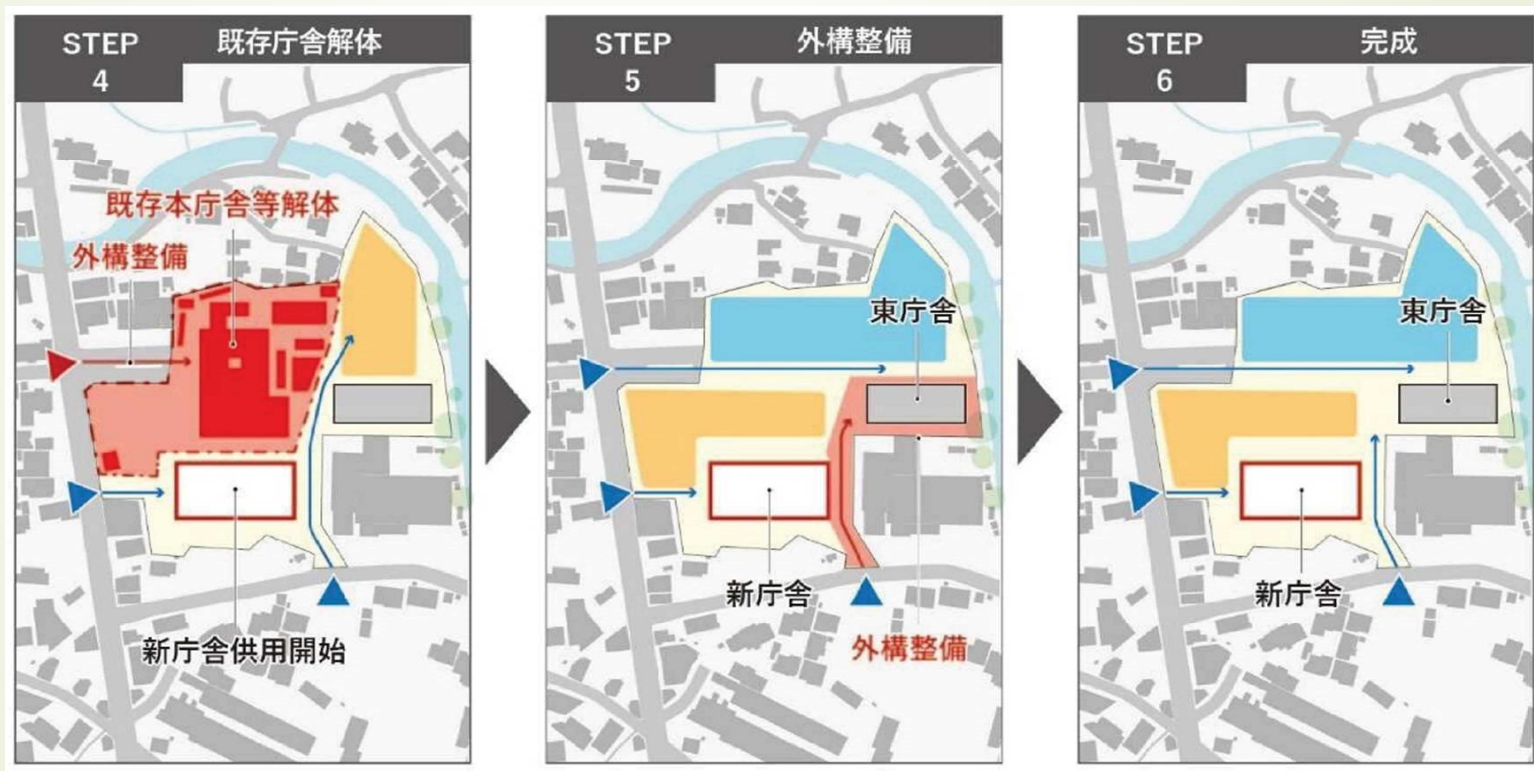 STEP 4
既存庁舎解体
既存本庁舎等解体
外構整備
新庁舎供用開始
STEP 5
外構整備
東庁舎
新庁舎
外構整備
STEP 6
完成
東庁舎
新庁舎